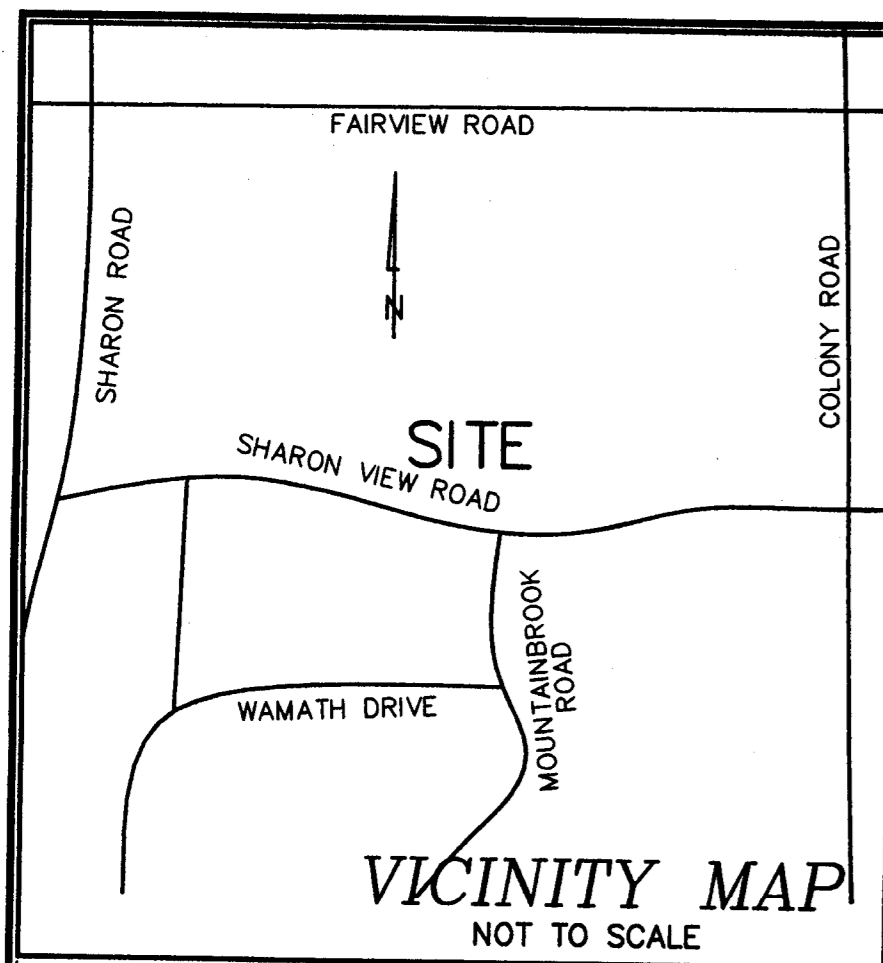 FAIRVIEW ROAD
SHARON ROAD
COLONY ROAD
N
SITE
SHARON VIEW ROAD
MOUNTAINBROOK
ROAD
WAMATH DRIVE
VICINITY MAP
NOT TO SCALE